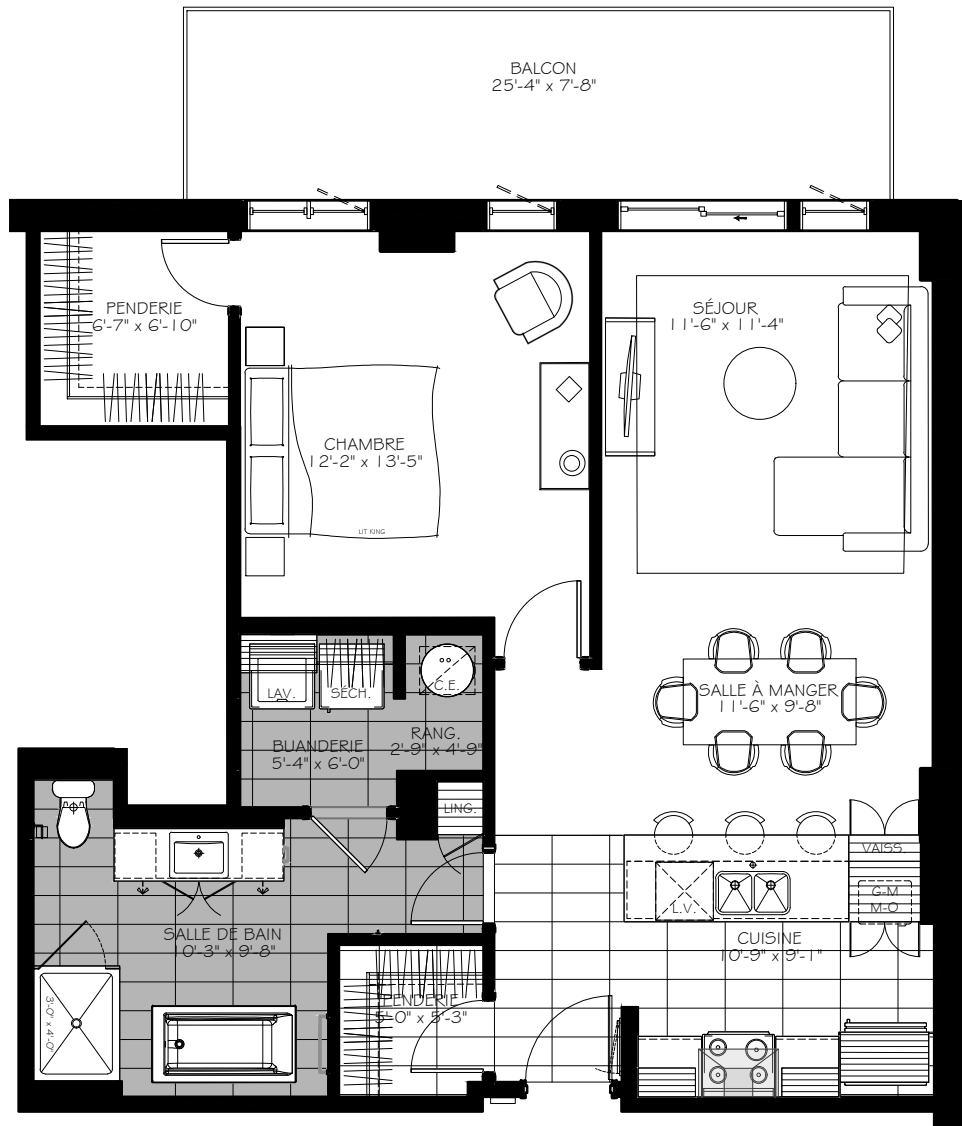 BALCON
25'-4" x 7'-8"
PENDERIE
6'-7" x 6'-10"
SÉJOUR
11'-6" x 11'-4"
CHAMBRE
12'-2" x 13'-5"
LIT KING
LAV.
SÉCH.
C.E.
SALLE À MANGER
11'-6" x 9'-8"
RANG.
2'-9" x 4'-9"
BUANDERIE
5'-4" x 6'-0"
LING.
VAISS.
G-M
M-O
L.V.
SALLE DE BAIN
10'-3" x 9'-8"
CUISINE
10'-9" x 9'-1"
PENDERIE
5'-0" x 5'-3"
3'-0" x 4'-0"